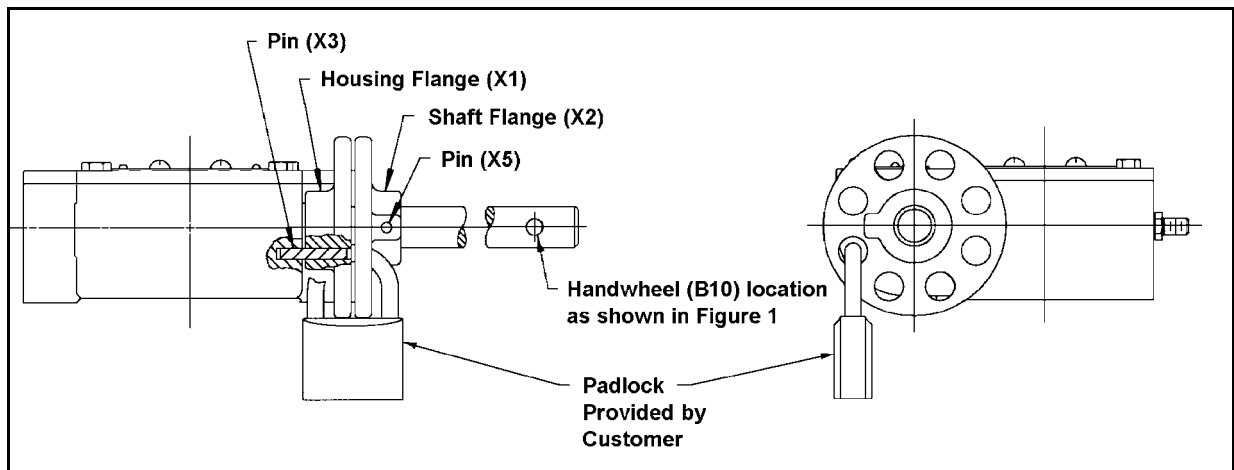 Pin (X3)
Housing Flange (X1)
Shaft Flange (X2)
Pin (X5)
Handwheel (B10) location
as shown in Figure 1
Padlock
Provided by
Customer